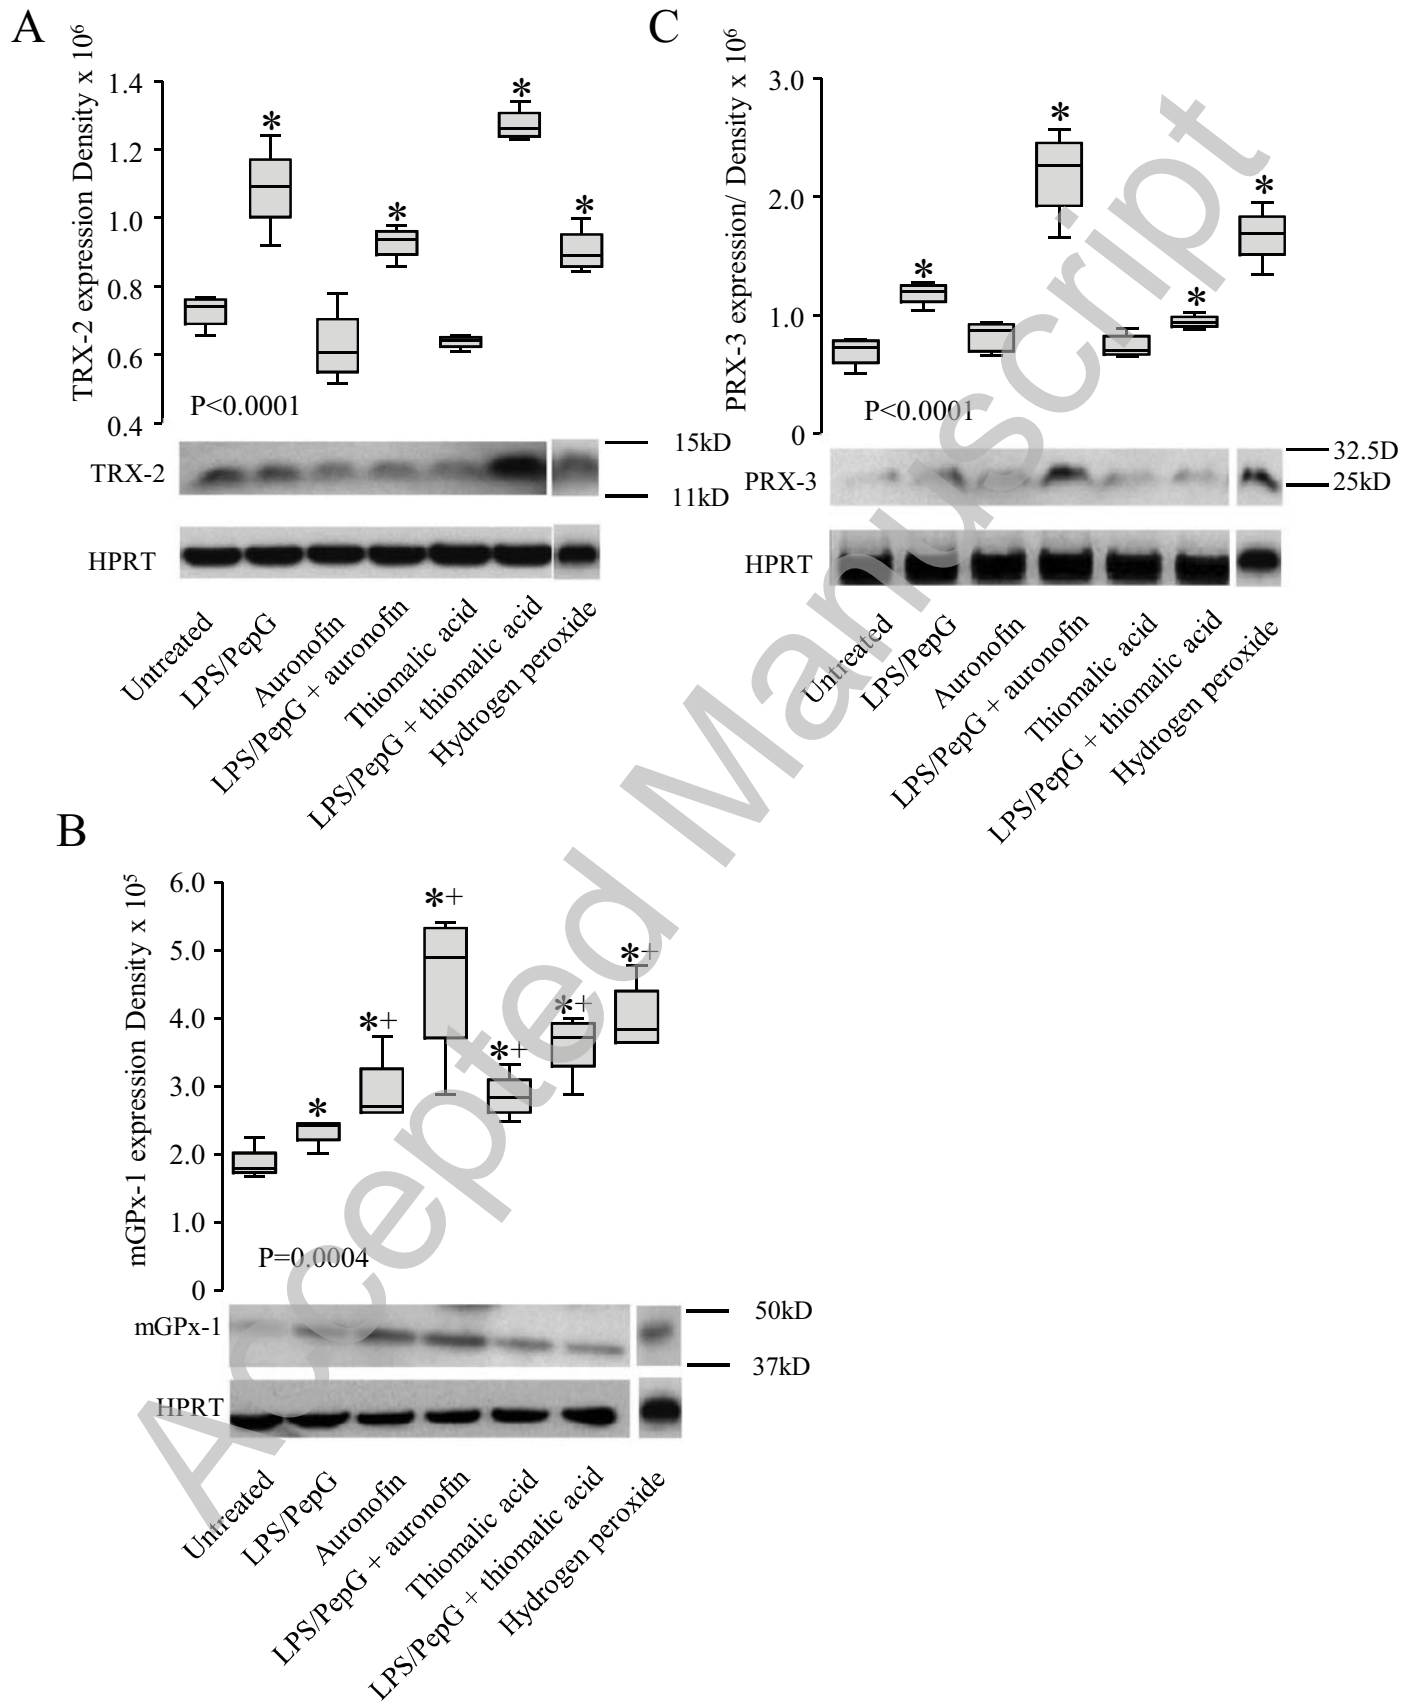 A
TRX-2 expression Density x 10⁶
1.4
1.2
1.0
0.8
0.6
0.4
*
*
*
*
P<0.0001
TRX-2
15kD
11kD
HPRT
Untreated
LPS/PepG
Auronofin
LPS/PepG + auronofin
Thiomalic acid
LPS/PepG + thiomalic acid
Hydrogen peroxide
C
PRX-3 expression/ Density x 10⁶
3.0
2.0
1.0
0
*
*
*
*
P<0.0001
PRX-3
32.5D
25kD
HPRT
Untreated
LPS/PepG
Auronofin
LPS/PepG + auronofin
Thiomalic acid
LPS/PepG + thiomalic acid
Hydrogen peroxide
B
mGPx-1 expression Density x 10⁵
6.0
5.0
4.0
3.0
2.0
1.0
0
*
*+
*+
*+
*+
*+
P=0.0004
mGPx-1
50kD
37kD
HPRT
Untreated
LPS/PepG
Auronofin
LPS/PepG + auronofin
Thiomalic acid
LPS/PepG + thiomalic acid
Hydrogen peroxide
Accepted Manuscript